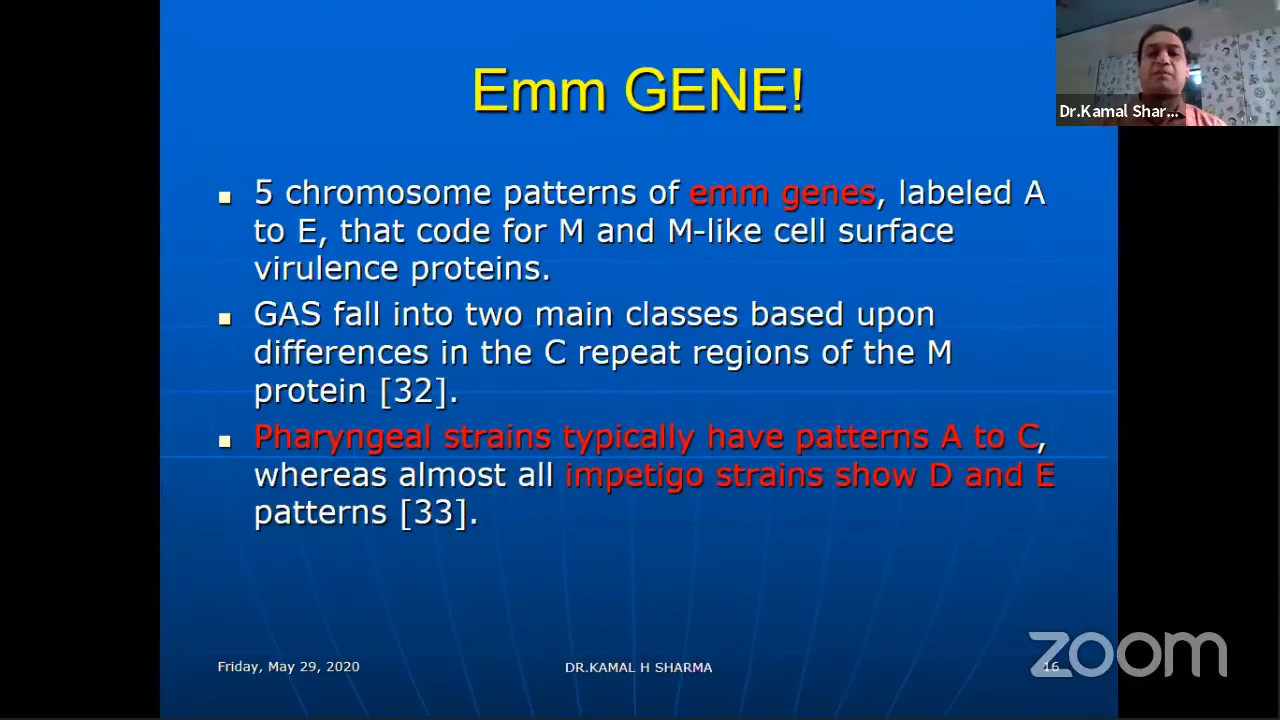 Emm GENE!
Dr.Kamal Shar...
5 chromosome patterns of emm genes, labeled A
to E, that code for M and M-like cell surface
virulence proteins.
GAS fall into two main classes based upon
differences in the C repeat regions of the M
protein [32].
Pharyngeal strains typically have patterns A to C,
whereas almost all impetigo strains show D and E
patterns [33].
Friday, May 29, 2020
DR.KAMAL H SHARMA
16
zoom